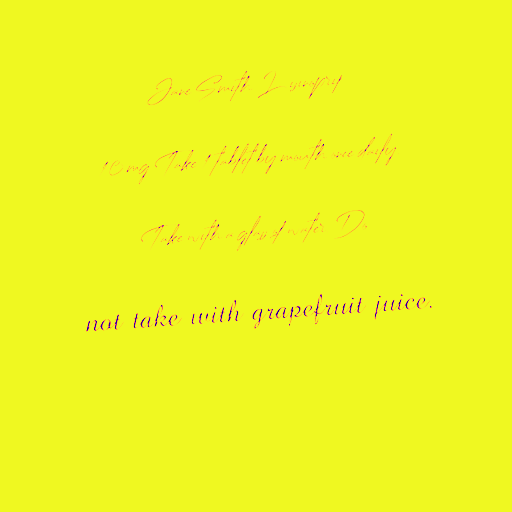 Jane Smith Lisinopril
10 mg Take 1 tablet by mouth once daily
Take with a glass of water. Do
not take with grapefruit juice.